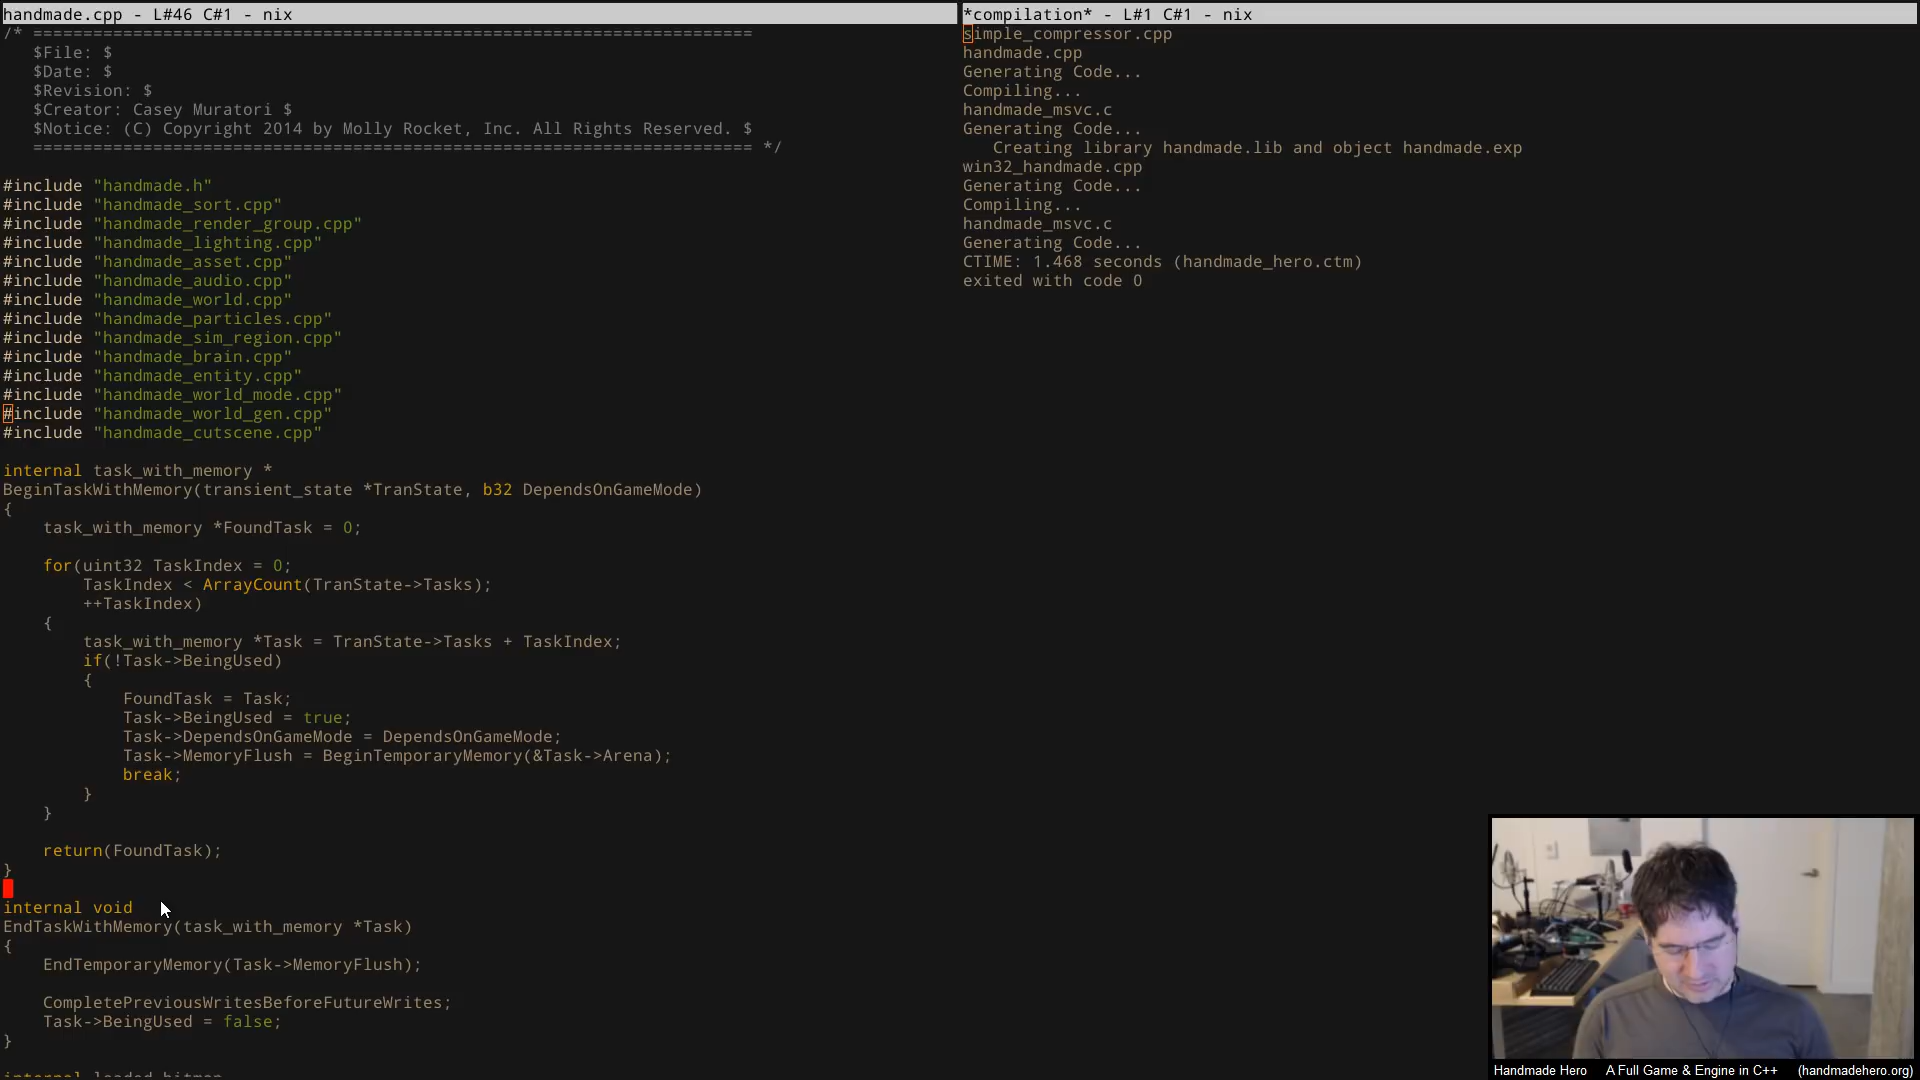 handmade.cpp - L#46 C#1 - nix
/* ========================================================================
   $File: $
   $Date: $
   $Revision: $
   $Creator: Casey Muratori $
   $Notice: (C) Copyright 2014 by Molly Rocket, Inc. All Rights Reserved. $
   ======================================================================== */
#include "handmade.h"
#include "handmade_sort.cpp"
#include "handmade_render_group.cpp"
#include "handmade_lighting.cpp"
#include "handmade_asset.cpp"
#include "handmade_audio.cpp"
#include "handmade_world.cpp"
#include "handmade_particles.cpp"
#include "handmade_sim_region.cpp"
#include "handmade_brain.cpp"
#include "handmade_entity.cpp"
#include "handmade_world_mode.cpp"
#include "handmade_world_gen.cpp"
#include "handmade_cutscene.cpp"
internal task_with_memory *
BeginTaskWithMemory(transient_state *TranState, b32 DependsOnGameMode)
{
    task_with_memory *FoundTask = 0;
    for(uint32 TaskIndex = 0;
        TaskIndex < ArrayCount(TranState->Tasks);
        ++TaskIndex)
    {
        task_with_memory *Task = TranState->Tasks + TaskIndex;
        if(!Task->BeingUsed)
        {
            FoundTask = Task;
            Task->BeingUsed = true;
            Task->DependsOnGameMode = DependsOnGameMode;
            Task->MemoryFlush = BeginTemporaryMemory(&Task->Arena);
            break;
        }
    }
    return(FoundTask);
}
internal void
EndTaskWithMemory(task_with_memory *Task)
{
    EndTemporaryMemory(Task->MemoryFlush);
    CompletePreviousWritesBeforeFutureWrites;
    Task->BeingUsed = false;
}
internal loaded_bitmap
*compilation* - L#1 C#1 - nix
simple_compressor.cpp
handmade.cpp
Generating Code...
Compiling...
handmade_msvc.c
Generating Code...
   Creating library handmade.lib and object handmade.exp
win32_handmade.cpp
Generating Code...
Compiling...
handmade_msvc.c
Generating Code...
CTIME: 1.468 seconds (handmade_hero.ctm)
exited with code 0
Handmade Hero A Full Game & Engine in C++ (handmadehero.org)